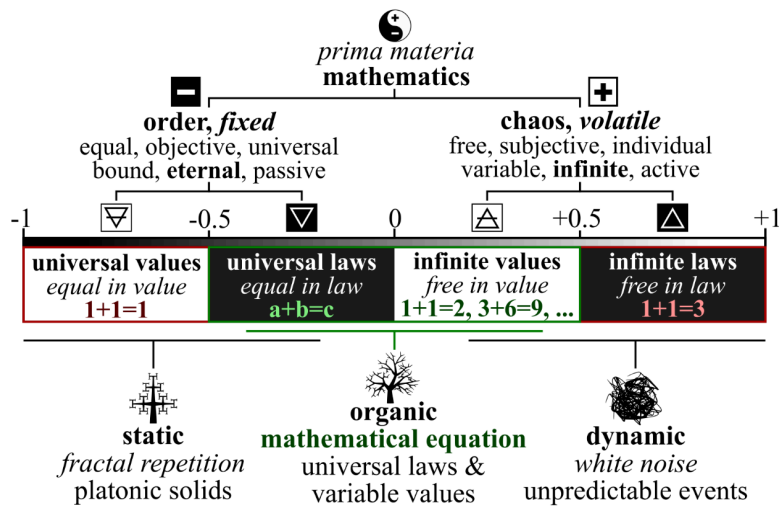 prima materia
mathematics
order, fixed
equal, objective, universal
bound, eternal, passive
chaos, volatile
free, subjective, individual
variable, infinite, active
-1
-0.5
0
+0.5
+1
universal values
equal in value
1+1=1
universal laws
equal in law
a+b=c
infinite values
free in value
1+1=2, 3+6=9, ...
infinite laws
free in law
1+1=3
static
fractal repetition
platonic solids
organic
mathematical equation
universal laws &
variable values
dynamic
white noise
unpredictable events